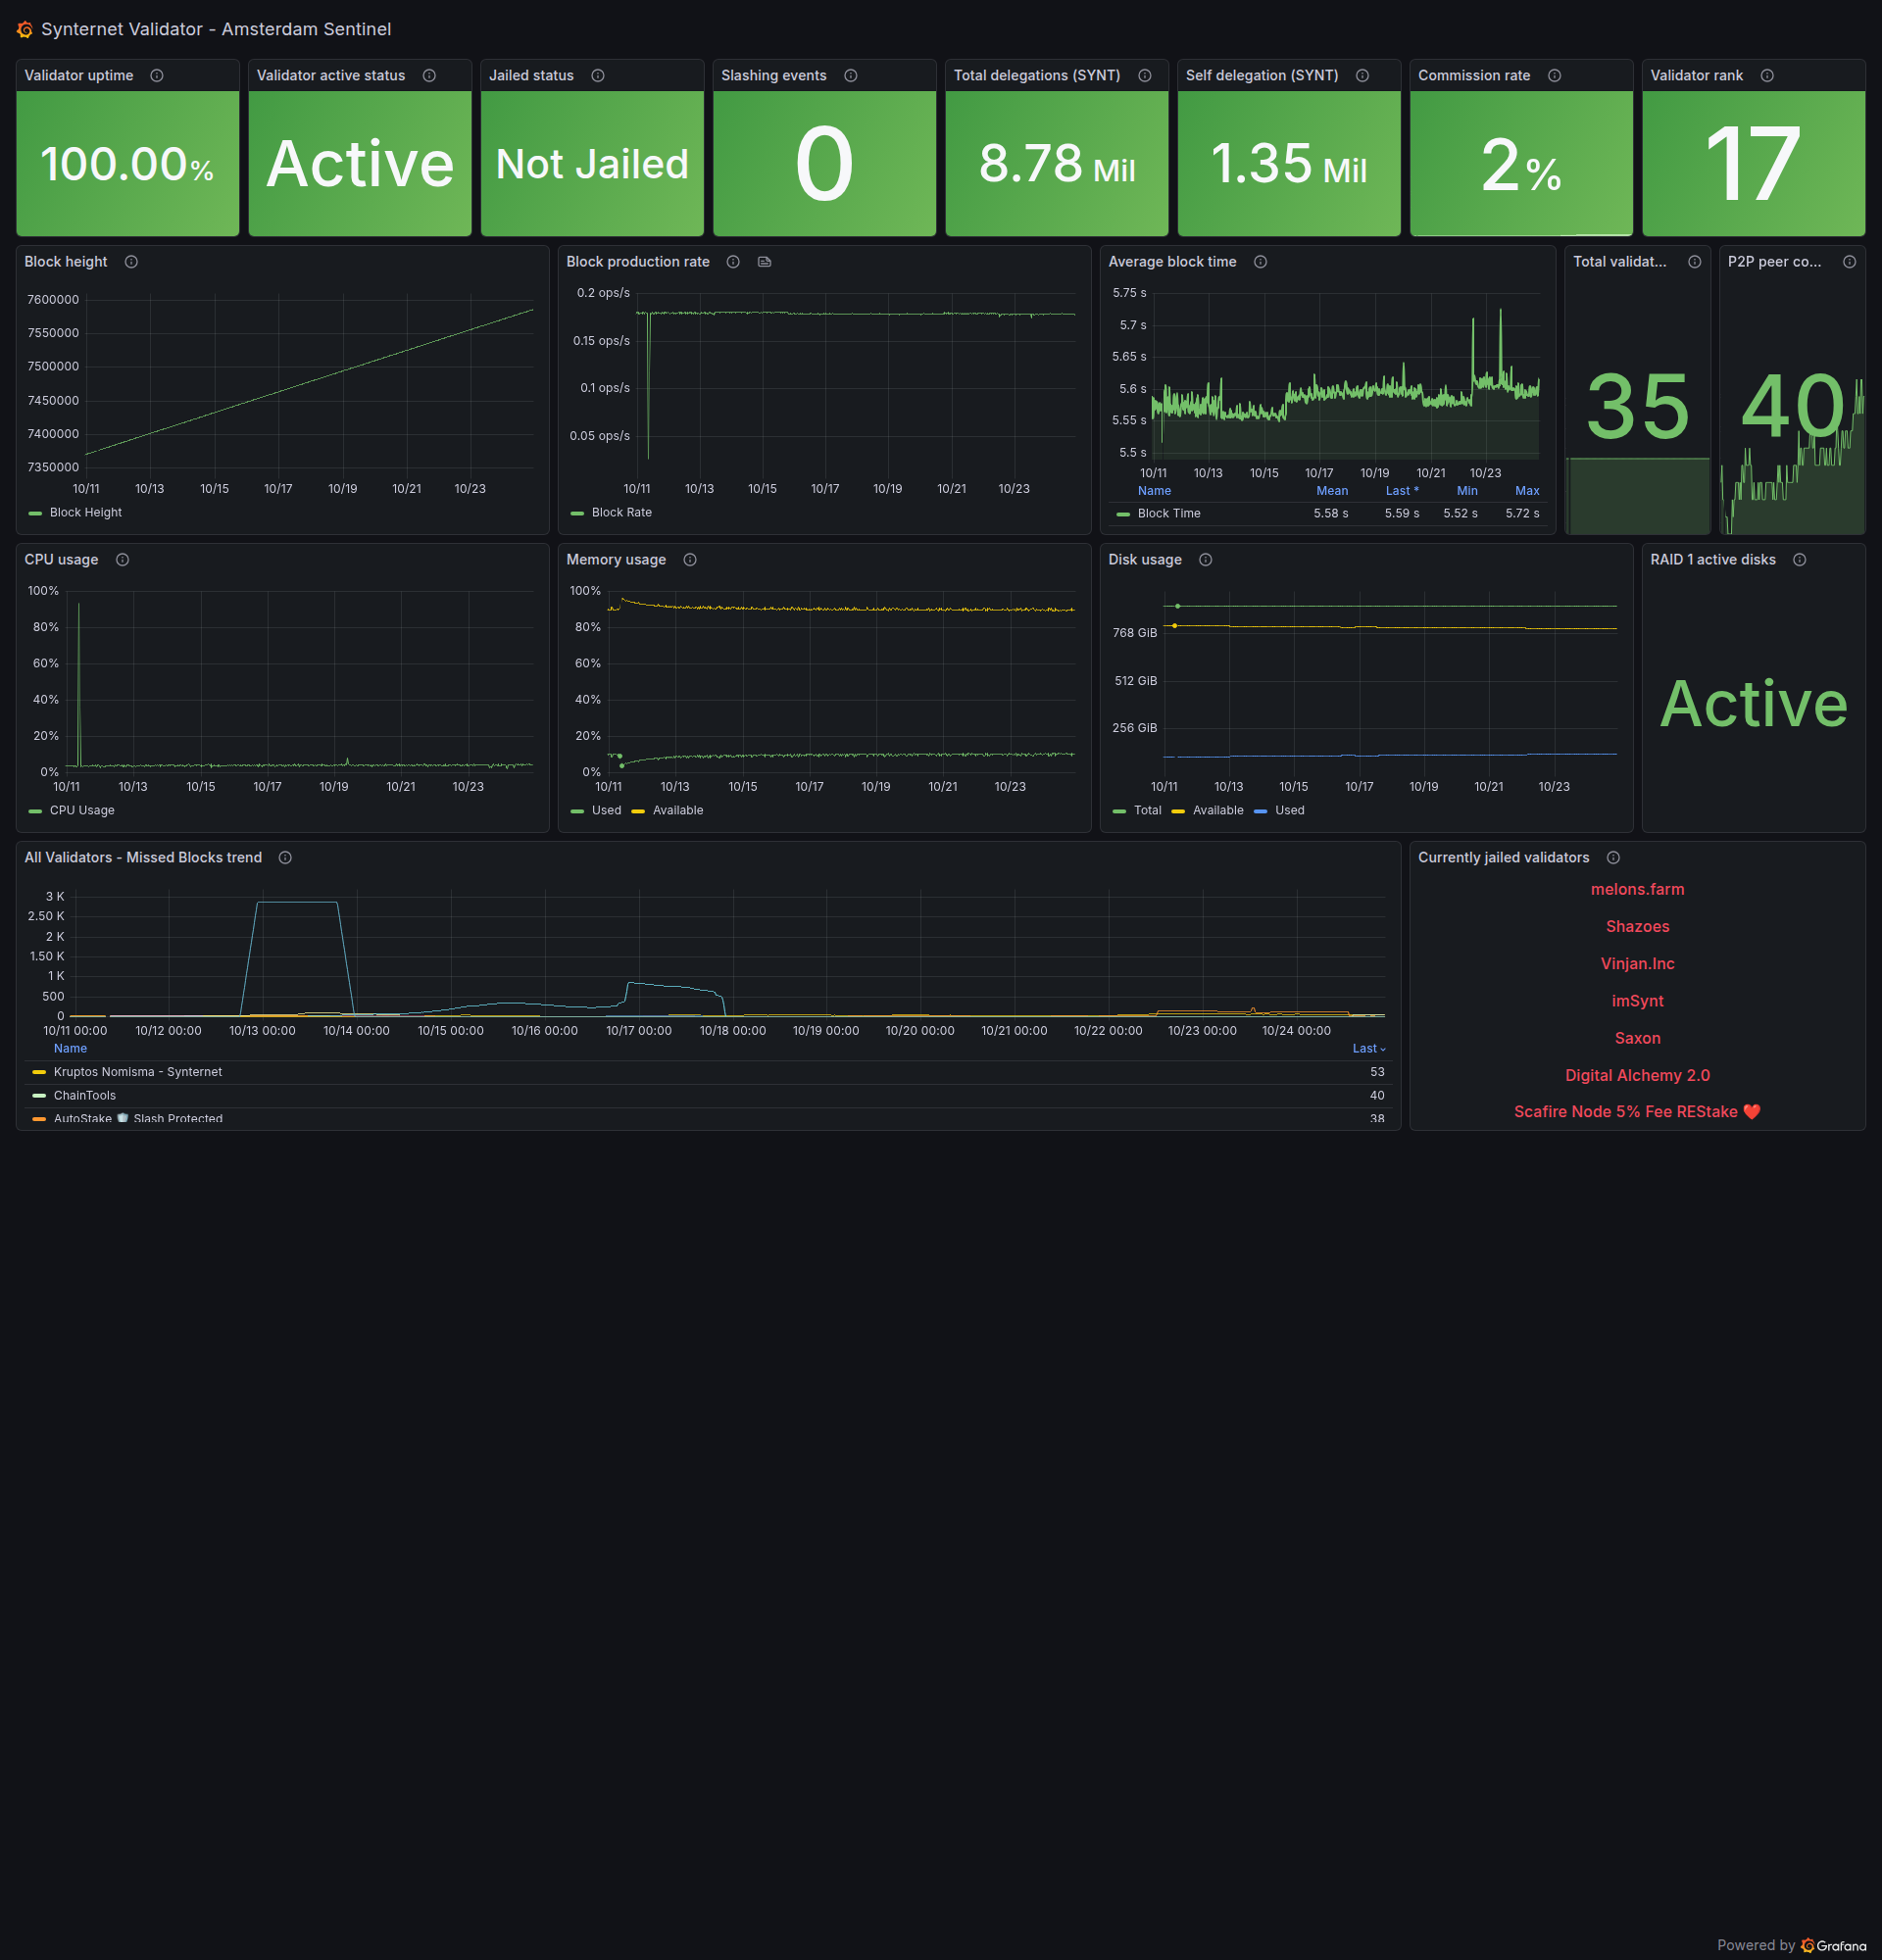 Synternet Validator - Amsterdam Sentinel
Validator uptime
100.00%
Validator active status
Active
Jailed status
Not Jailed
Slashing events
0
Total delegations (SYNT)
8.78 Mil
Self delegation (SYNT)
1.35 Mil
Commission rate
2%
Validator rank
17
Block height
7600000
7550000
7500000
7450000
7400000
7350000
10/11 10/13 10/15 10/17 10/19 10/21 10/23
Block Height
Block production rate
0.2 ops/s
0.15 ops/s
0.1 ops/s
0.05 ops/s
10/11 10/13 10/15 10/17 10/19 10/21 10/23
Block Rate
Average block time
5.75 s
5.7 s
5.65 s
5.6 s
5.55 s
5.5 s
10/11 10/13 10/15 10/17 10/19 10/21 10/23
Name Mean Last * Min Max
Block TIme 5.58 s 5.59 s 5.52 s 5.72 s
Total validat...
35
P2P peer co...
40
CPU usage
100%
80%
60%
40%
20%
0%
10/11 10/13 10/15 10/17 10/19 10/21 10/23
CPU Usage
Memory usage
100%
80%
60%
40%
20%
0%
10/11 10/13 10/15 10/17 10/19 10/21 10/23
Used Available
Disk usage
768 GiB
512 GiB
256 GiB
10/11 10/13 10/15 10/17 10/19 10/21 10/23
Total Available Used
RAID 1 active disks
Active
All Validators - Missed Blocks trend
3 K
2.50 K
2 K
1.50 K
1 K
500
0
10/11 00:00 10/12 00:00 10/13 00:00 10/14 00:00 10/15 00:00 10/16 00:00 10/17 00:00 10/18 00:00 10/19 00:00 10/20 00:00 10/21 00:00 10/22 00:00 10/23 00:00 10/24 00:00
Name Last
Kruptos Nomisma - Synternet 53
ChainTools 40
AutoStake 🛡️ Slash Protected 38
Currently jailed validators
melons.farm
Shazoes
Vinjan.Inc
imSynt
Saxon
Digital Alchemy 2.0
Scafire Node 5% Fee REStake ❤️
Powered by Grafana